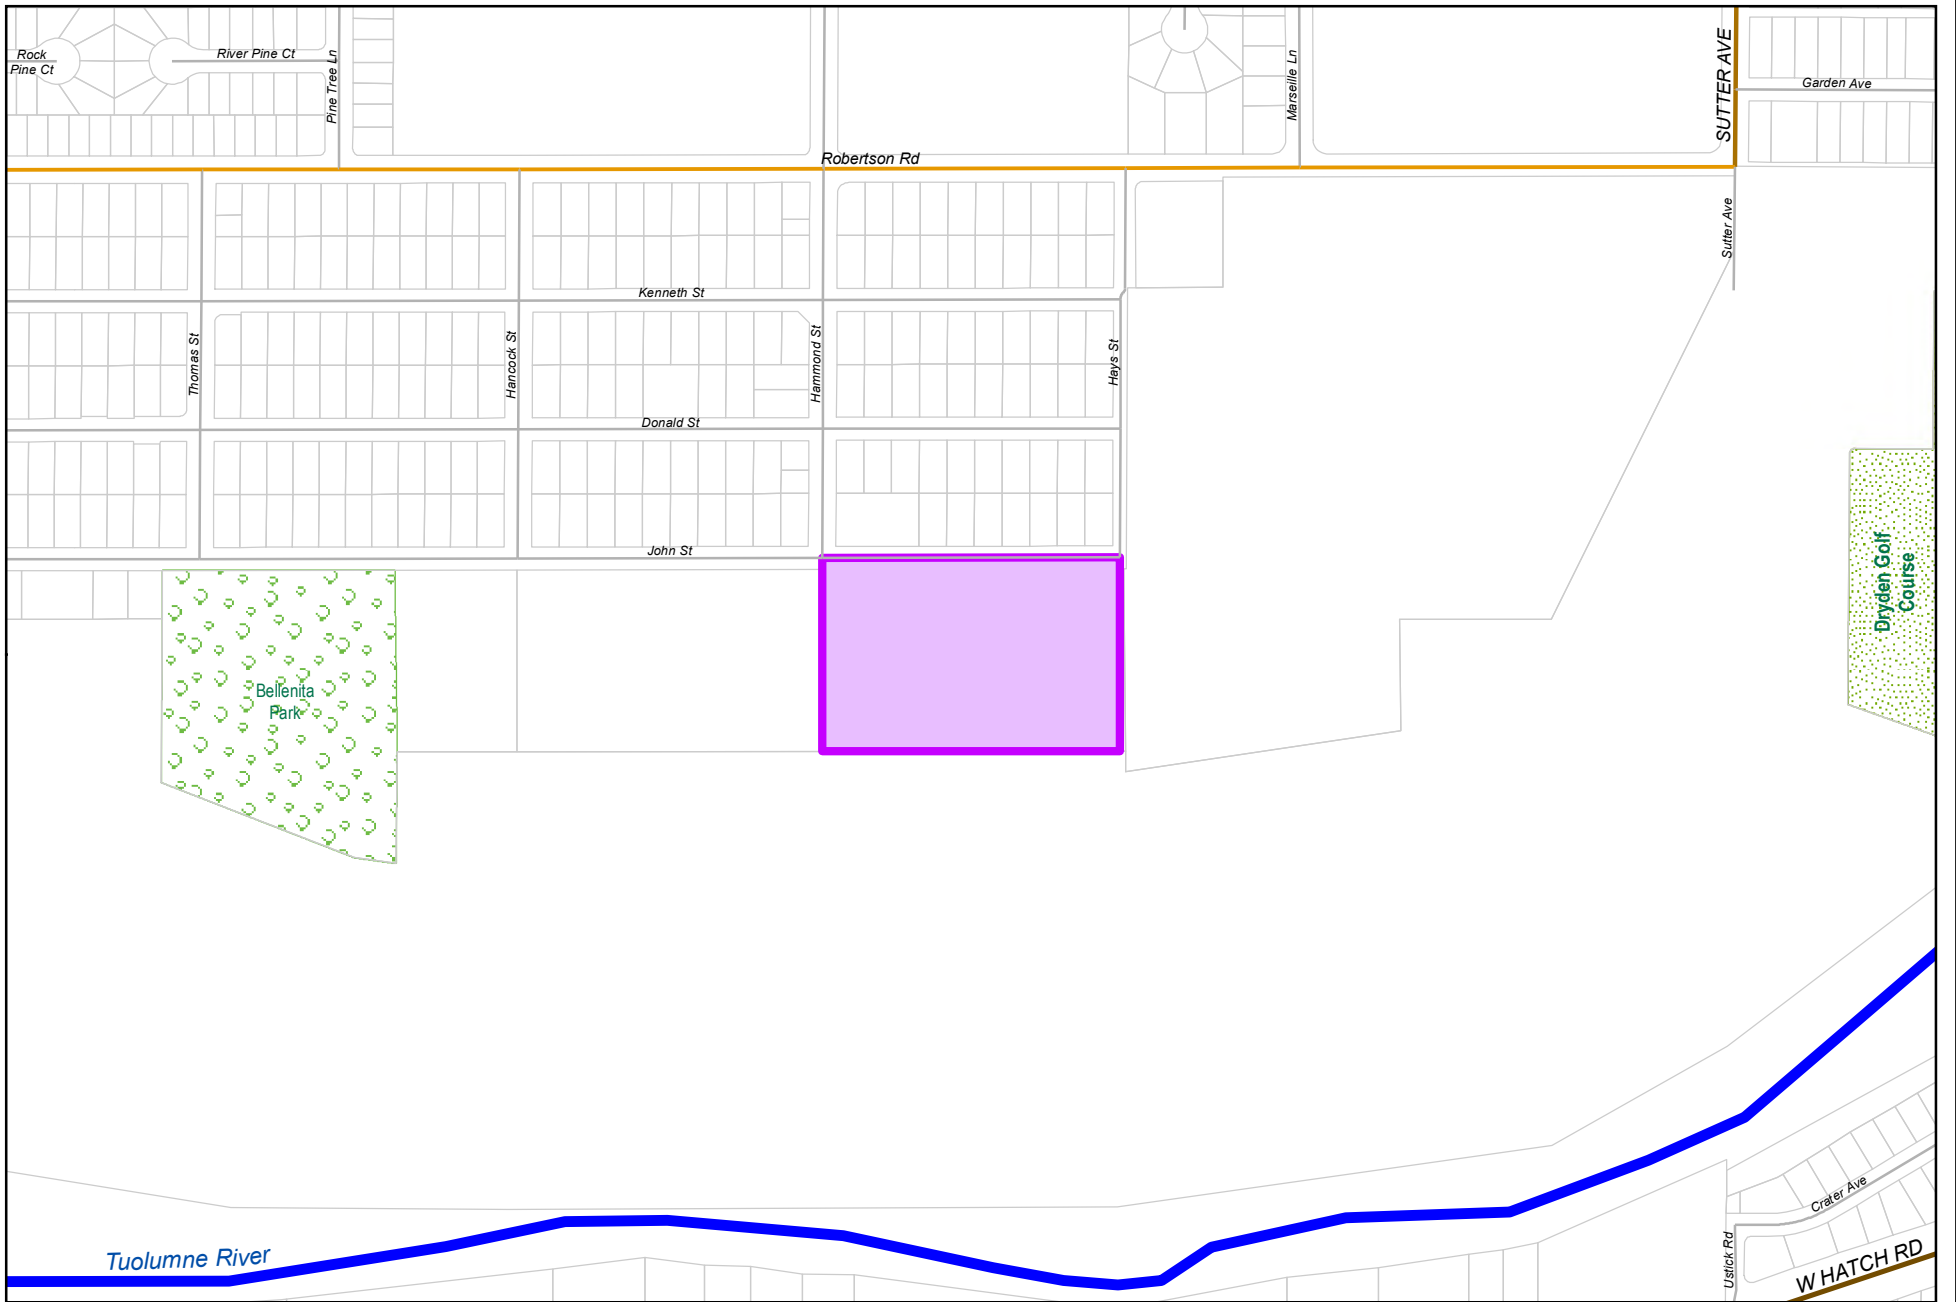 Rock
Pine Ct
River Pine Ct
Pine Tree Ln
Marseille Ln
SUTTER AVE
Garden Ave
Robertson Rd
Sutter Ave
Kenneth St
Thomas St
Hancock St
Hammond St
Hays St
Donald St
John St
Dryden Golf
Course
Bellenita
Park
Tuolumne River
Crater Ave
Ustick Rd
W HATCH RD